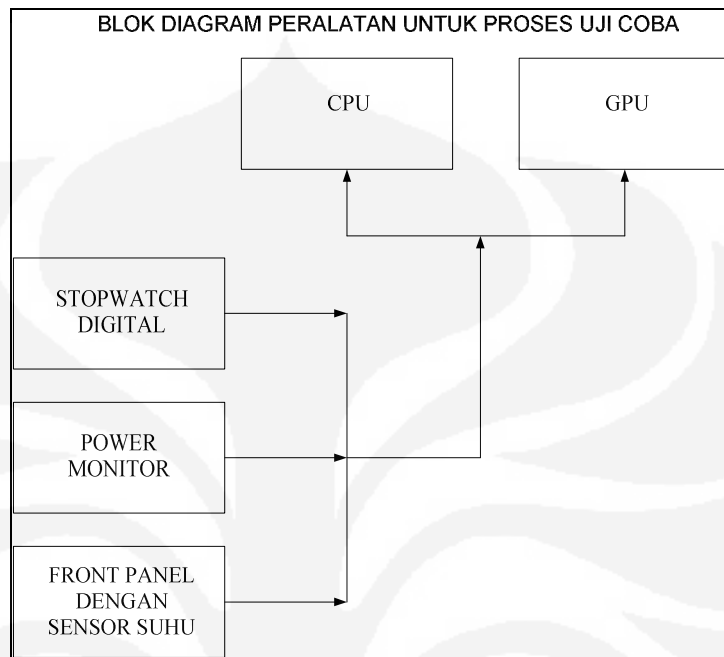 BLOK DIAGRAM PERALATAN UNTUK PROSES UJI COBA
CPU
GPU
STOPWATCH
DIGITAL
POWER
MONITOR
FRONT PANEL
DENGAN
SENSOR SUHU